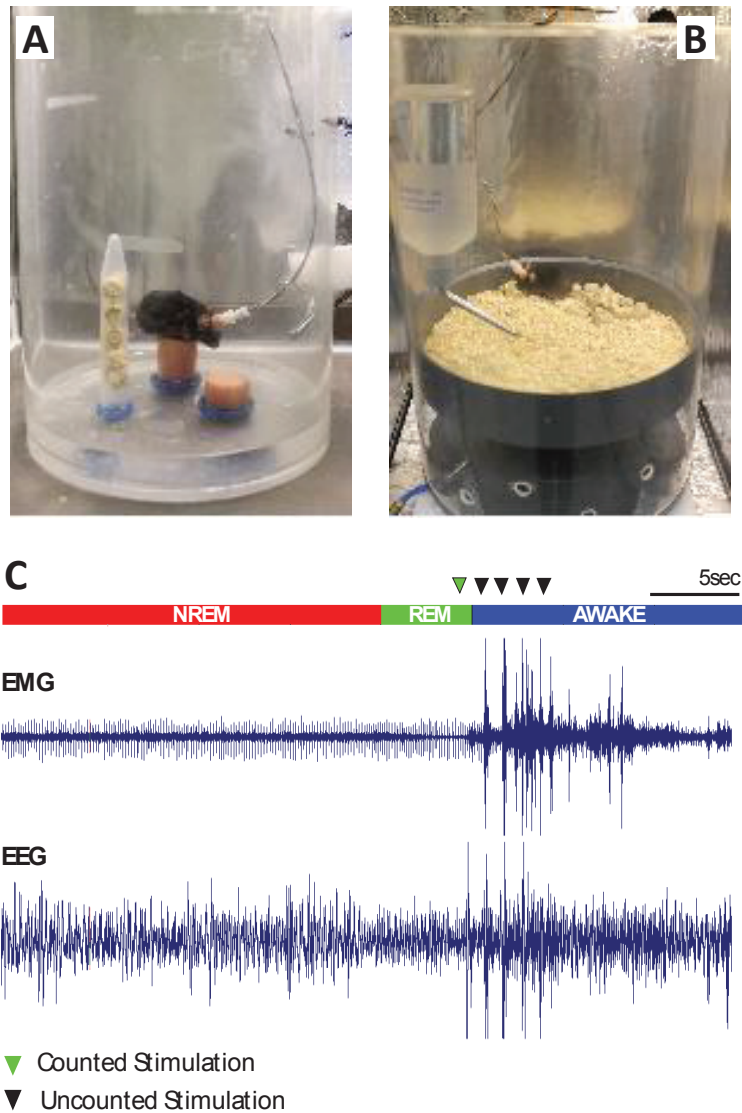 A
B
C
5sec
NREM
REM
AWAKE
EMG
EEG
Counted Stimulation
Uncounted Stimulation